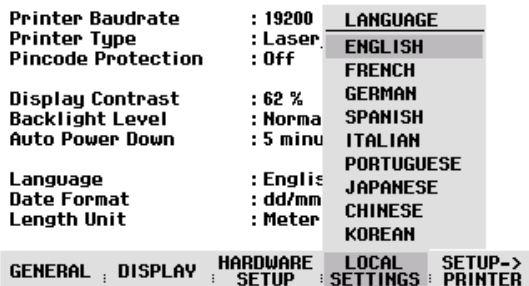 Printer Baudrate : 19200
Printer Type : Laser
Pincode Protection : Off
Display Contrast : 62 %
Backlight Level : Norma
Auto Power Down : 5 minu
Language : Englis
Date Format : dd/mm
Length Unit : Meter
LANGUAGE
ENGLISH
FRENCH
GERMAN
SPANISH
ITALIAN
PORTUGUESE
JAPANESE
CHINESE
KOREAN
GENERAL
DISPLAY
HARDWARE
SETUP
LOCAL
SETTINGS
SETUP->
PRINTER